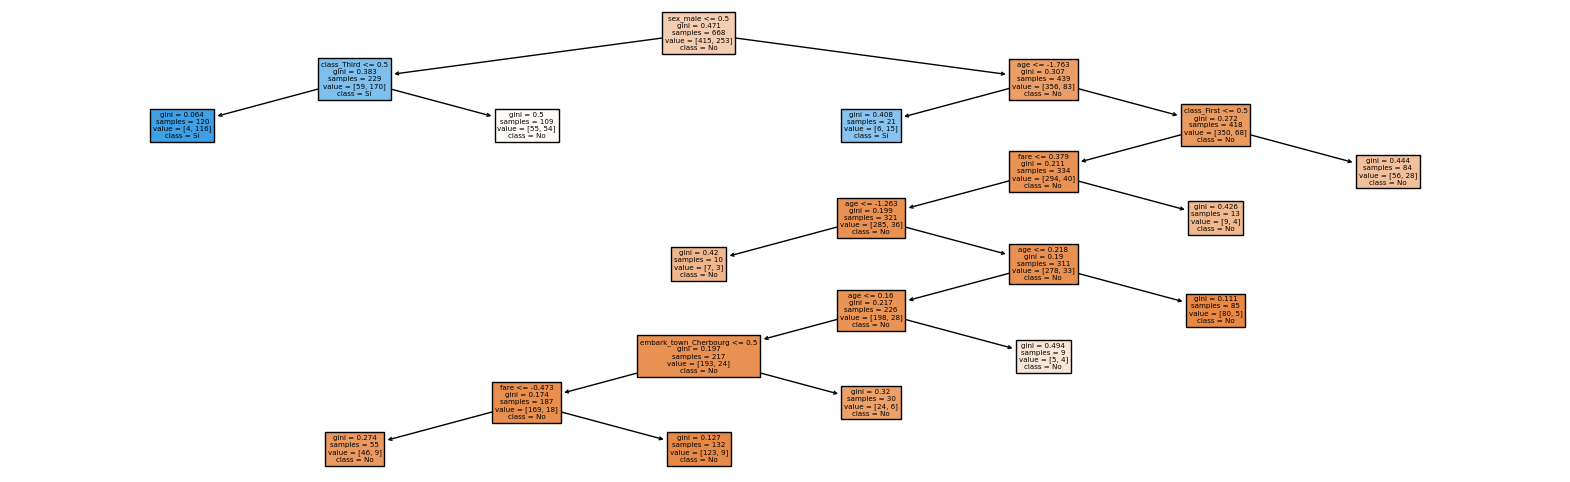 sex_male <= 0.5
gini = 0.471
samples = 668
value = [415, 253]
class = No
class_Third <= 0.5
gini = 0.383
samples = 229
value = [59, 170]
class = Si
age <= -1.763
gini = 0.307
samples = 439
value = [356, 83]
class = No
gini = 0.064
samples = 120
value = [4, 116]
class = Si
gini = 0.5
samples = 109
value = [55, 54]
class = No
gini = 0.408
samples = 21
value = [6, 15]
class = Si
class_First <= 0.5
gini = 0.272
samples = 418
value = [350, 68]
class = No
fare <= 0.379
gini = 0.211
samples = 334
value = [294, 40]
class = No
gini = 0.444
samples = 84
value = [56, 28]
class = No
age <= -1.263
gini = 0.199
samples = 321
value = [285, 36]
class = No
gini = 0.426
samples = 13
value = [9, 4]
class = No
gini = 0.42
samples = 10
value = [7, 3]
class = No
age <= 0.218
gini = 0.19
samples = 311
value = [278, 33]
class = No
age <= 0.16
gini = 0.217
samples = 226
value = [198, 28]
class = No
gini = 0.111
samples = 85
value = [80, 5]
class = No
embark_town_Cherbourg <= 0.5
gini = 0.197
samples = 217
value = [193, 24]
class = No
gini = 0.494
samples = 9
value = [5, 4]
class = No
fare <= -0.473
gini = 0.174
samples = 187
value = [169, 18]
class = No
gini = 0.32
samples = 30
value = [24, 6]
class = No
gini = 0.274
samples = 55
value = [46, 9]
class = No
gini = 0.127
samples = 132
value = [123, 9]
class = No